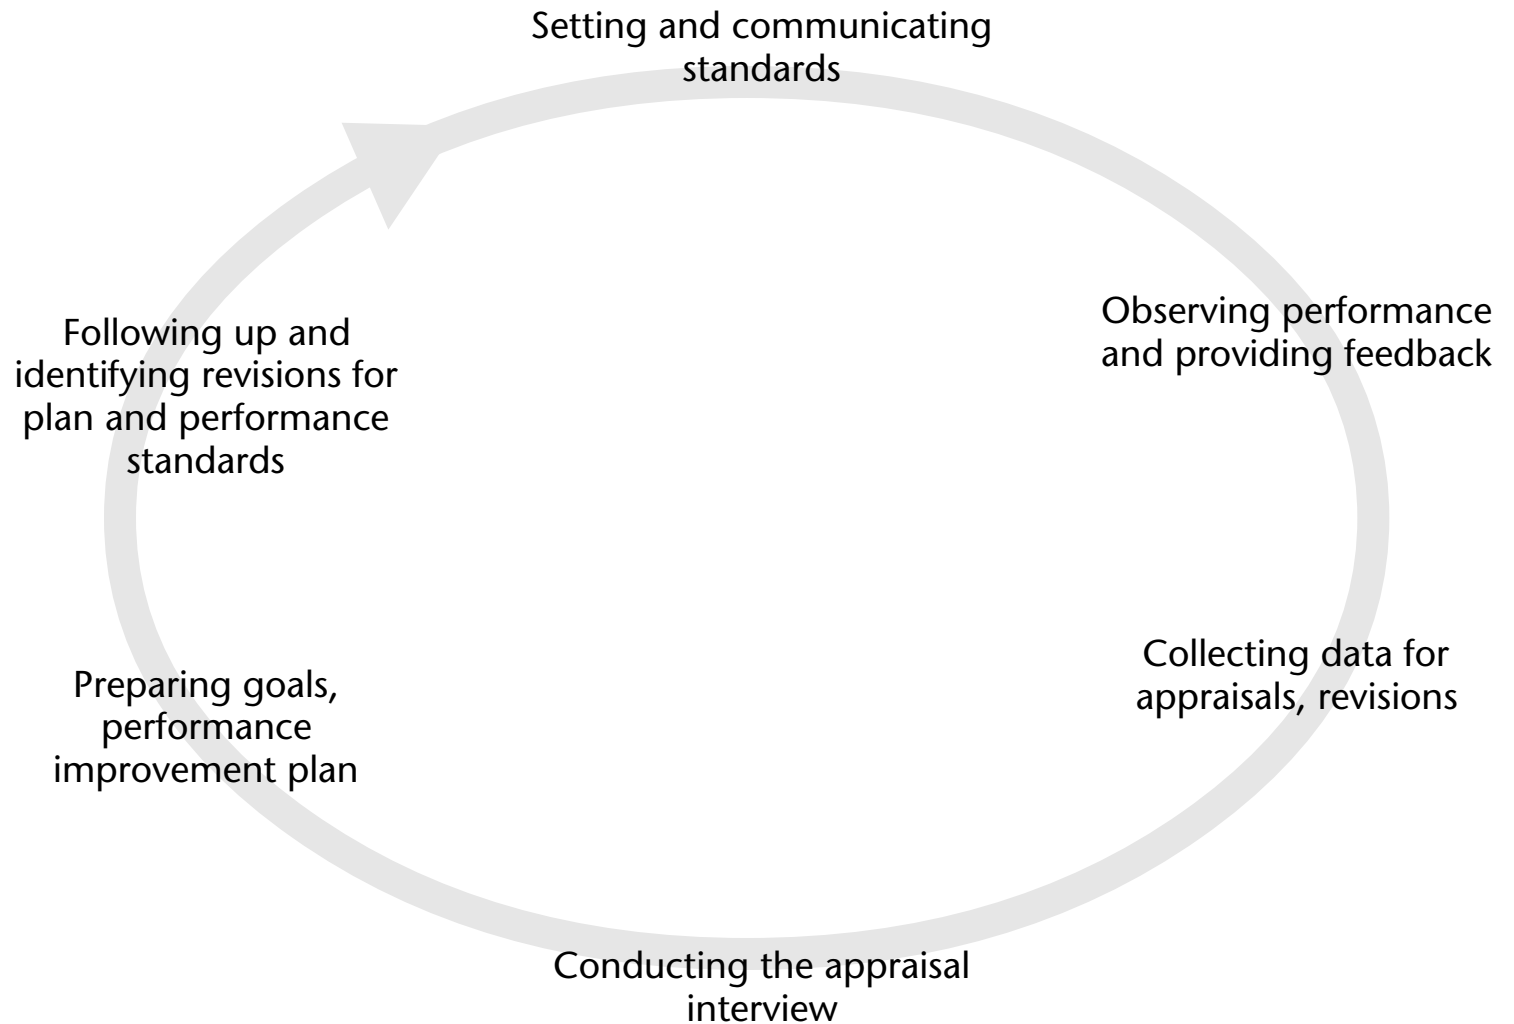 Setting and communicating
standards
Observing performance
and providing feedback
Collecting data for
appraisals, revisions
Conducting the appraisal
interview
Preparing goals,
performance
improvement plan
Following up and
identifying revisions for
plan and performance
standards